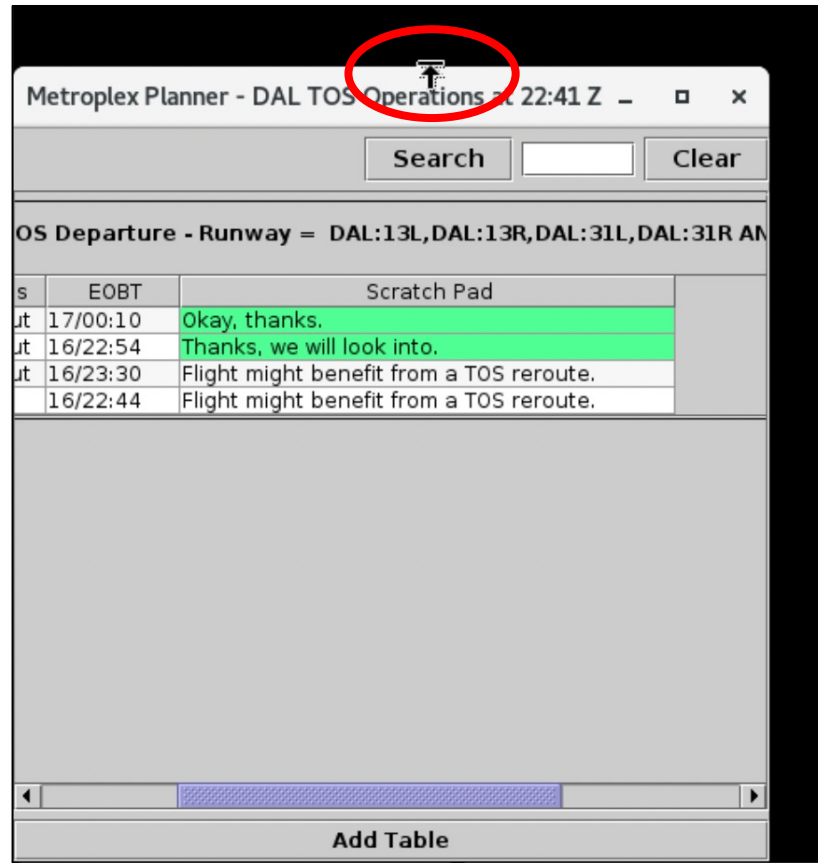 Metroplex Planner - DAL TOS Operations at 22:41 Z
Search Clear
OS Departure - Runway = DAL:13L,DAL:13R,DAL:31L,DAL:31R AN
s EOBT Scratch Pad
ut 17/00:10 Okay, thanks.
ut 16/22:54 Thanks, we will look into.
ut 16/23:30 Flight might benefit from a TOS reroute.
16/22:44 Flight might benefit from a TOS reroute.
Add Table